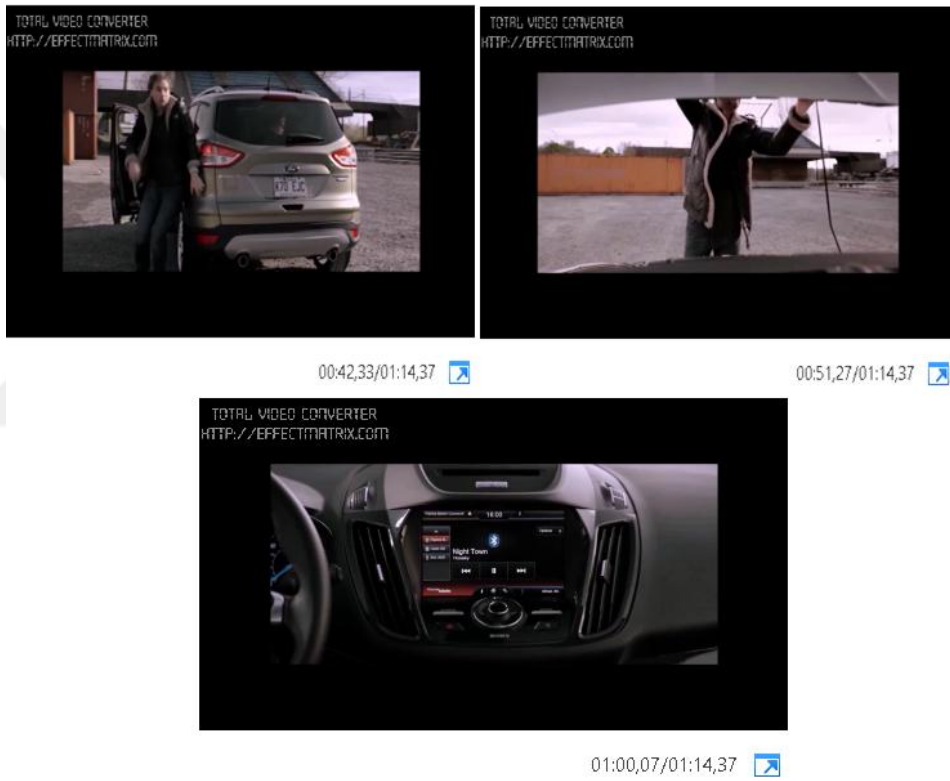 TOTAL VIDEO CONVERTER
HTTP://EFFECTMATRIX.COM
TOTAL VIDEO CONVERTER
HTTP://EFFECTMATRIX.COM
00:42,33/01:14,37
00:51,27/01:14,37
TOTAL VIDEO CONVERTER
HTTP://EFFECTMATRIX.COM
18:00
Night Town
01:00,07/01:14,37